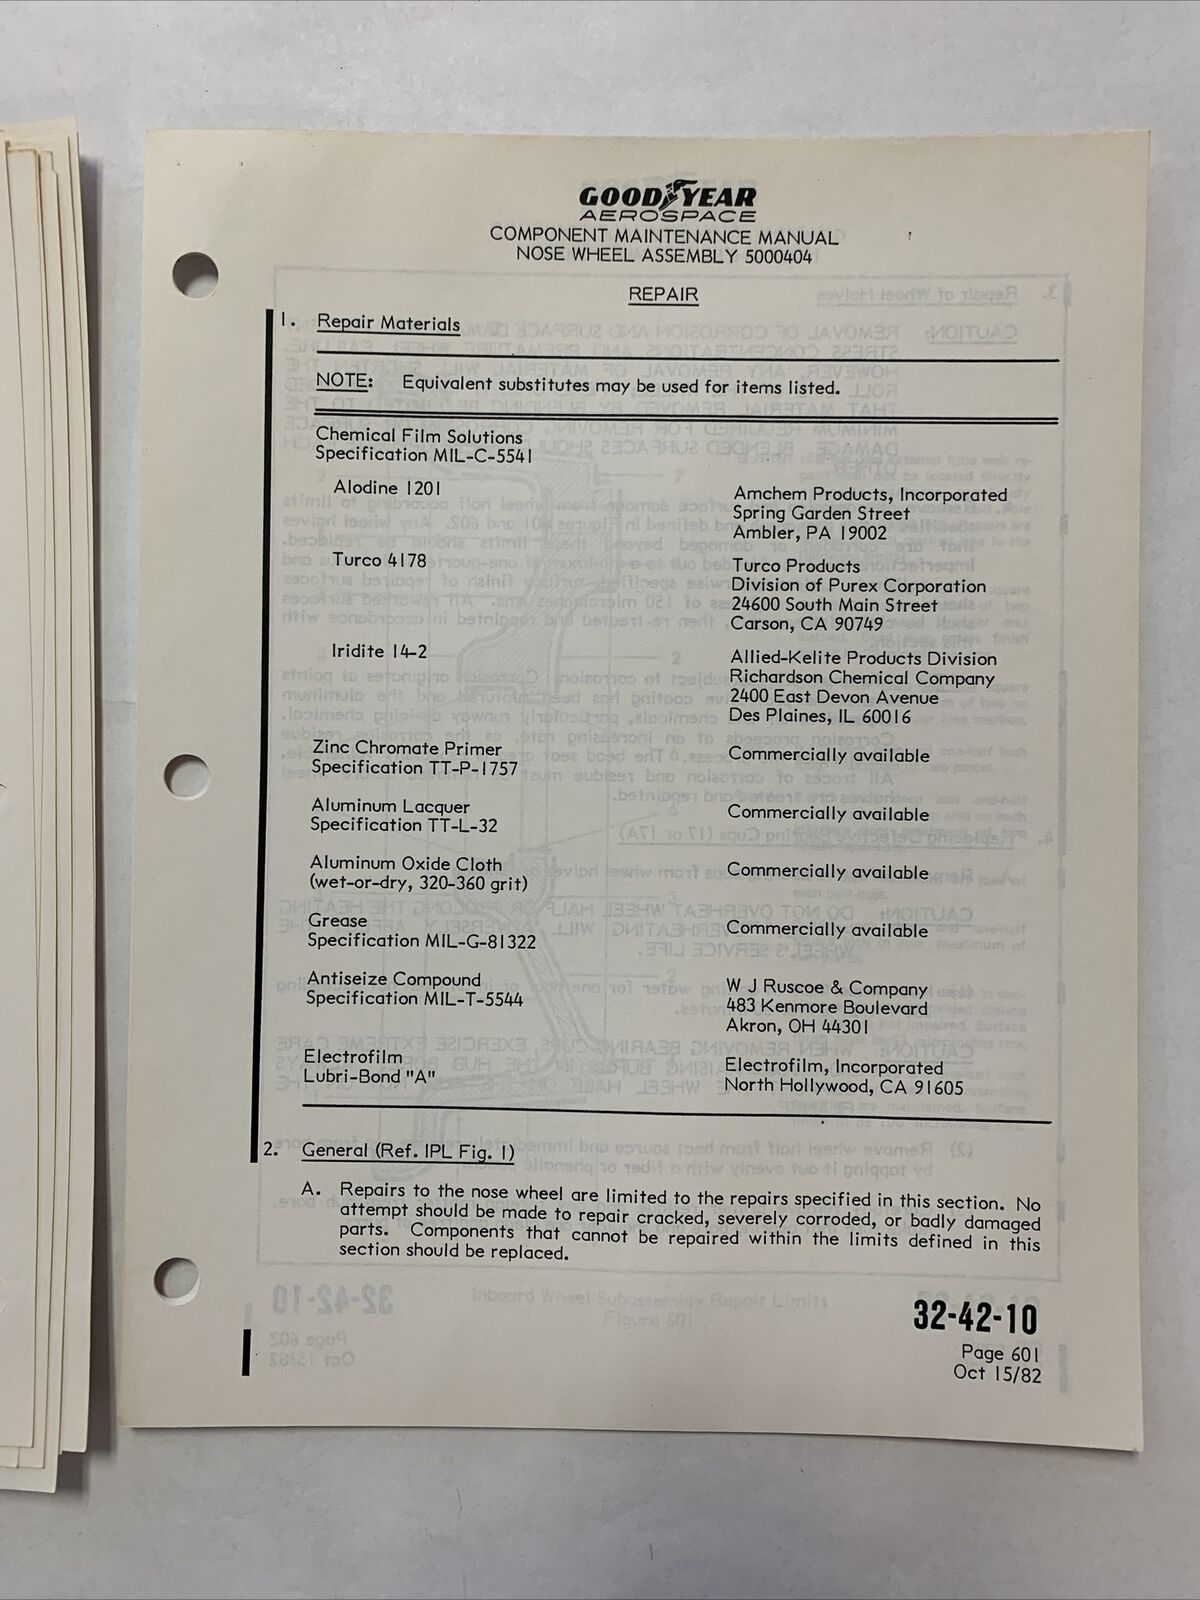 GOODYEAR
AEROSPACE
COMPONENT MAINTENANCE MANUAL
NOSE WHEEL ASSEMBLY 5000404
REPAIR
1. Repair Materials
NOTE: Equivalent substitutes may be used for items listed.
Chemical Film Solutions
Specification MIL-C-5541
Alodine 1201
Amchem Products, Incorporated
Spring Garden Street
Ambler, PA 19002
Turco 4178
Turco Products
Division of Purex Corporation
24600 South Main Street
Carson, CA 90749
Iridite 14-2
Allied-Kelite Products Division
Richardson Chemical Company
2400 East Devon Avenue
Des Plaines, IL 60016
Zinc Chromate Primer
Specification TT-P-1757
Commercially available
Aluminum Lacquer
Specification TT-L-32
Commercially available
Aluminum Oxide Cloth
(wet-or-dry, 320-360 grit)
Commercially available
Grease
Specification MIL-G-81322
Commercially available
Antiseize Compound
Specification MIL-T-5544
W J Ruscoe & Company
483 Kenmore Boulevard
Akron, OH 44301
Electrofilm
Lubri-Bond "A"
Electrofilm, Incorporated
North Hollywood, CA 91605
2. General (Ref. IPL Fig. 1)
A. Repairs to the nose wheel are limited to the repairs specified in this section. No
attempt should be made to repair cracked, severely corroded, or badly damaged
parts. Components that cannot be repaired within the limits defined in this
section should be replaced.
32-42-10
Page 601
Oct 15/82